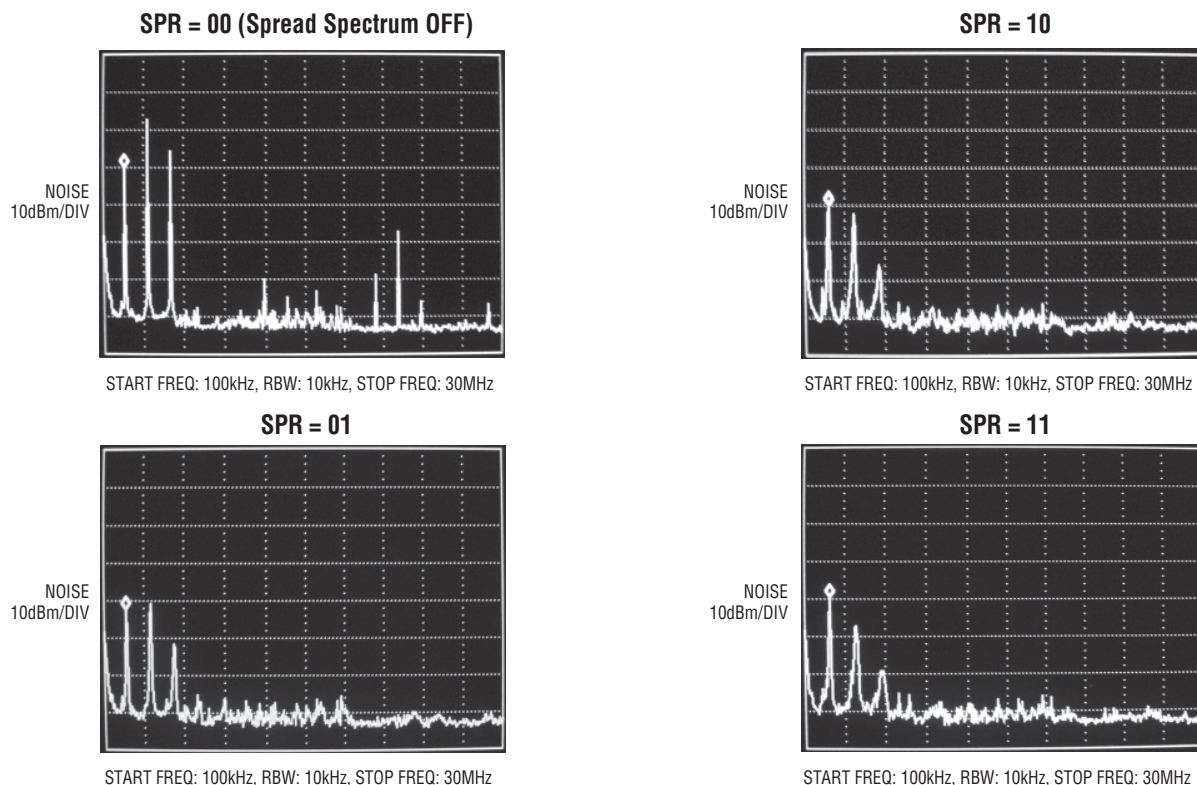 SPR = 00 (Spread Spectrum OFF)
NOISE
10dBm/DIV
START FREQ: 100kHz, RBW: 10kHz, STOP FREQ: 30MHz
SPR = 10
NOISE
10dBm/DIV
START FREQ: 100kHz, RBW: 10kHz, STOP FREQ: 30MHz
SPR = 01
NOISE
10dBm/DIV
START FREQ: 100kHz, RBW: 10kHz, STOP FREQ: 30MHz
SPR = 11
NOISE
10dBm/DIV
START FREQ: 100kHz, RBW: 10kHz, STOP FREQ: 30MHz